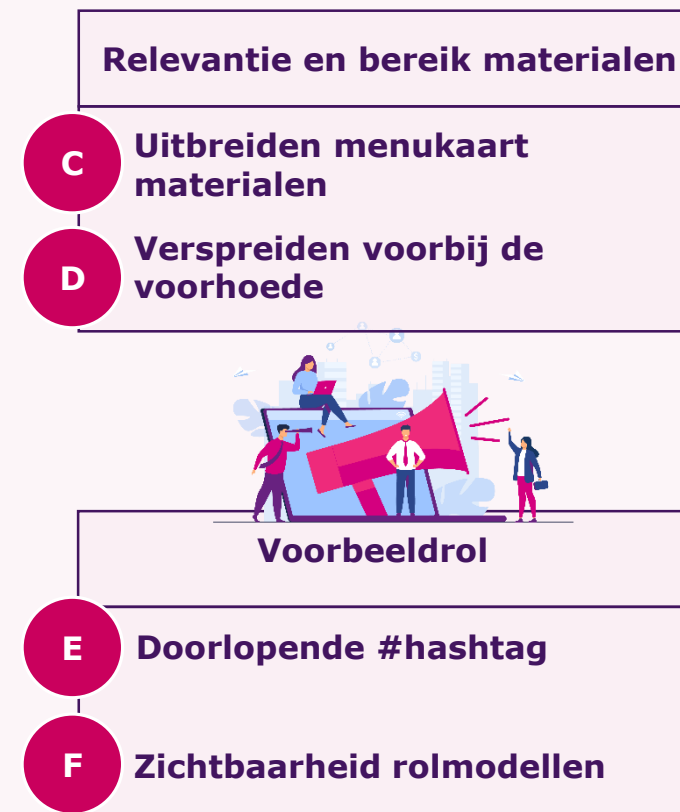 Relevantie en bereik materialen
C
Uitbreiden menukaart
materialen
D
Verspreiden voorbij de
voorhoede
Voorbeeldrol
E
Doorlopende #hashtag
F
Zichtbaarheid rolmodellen